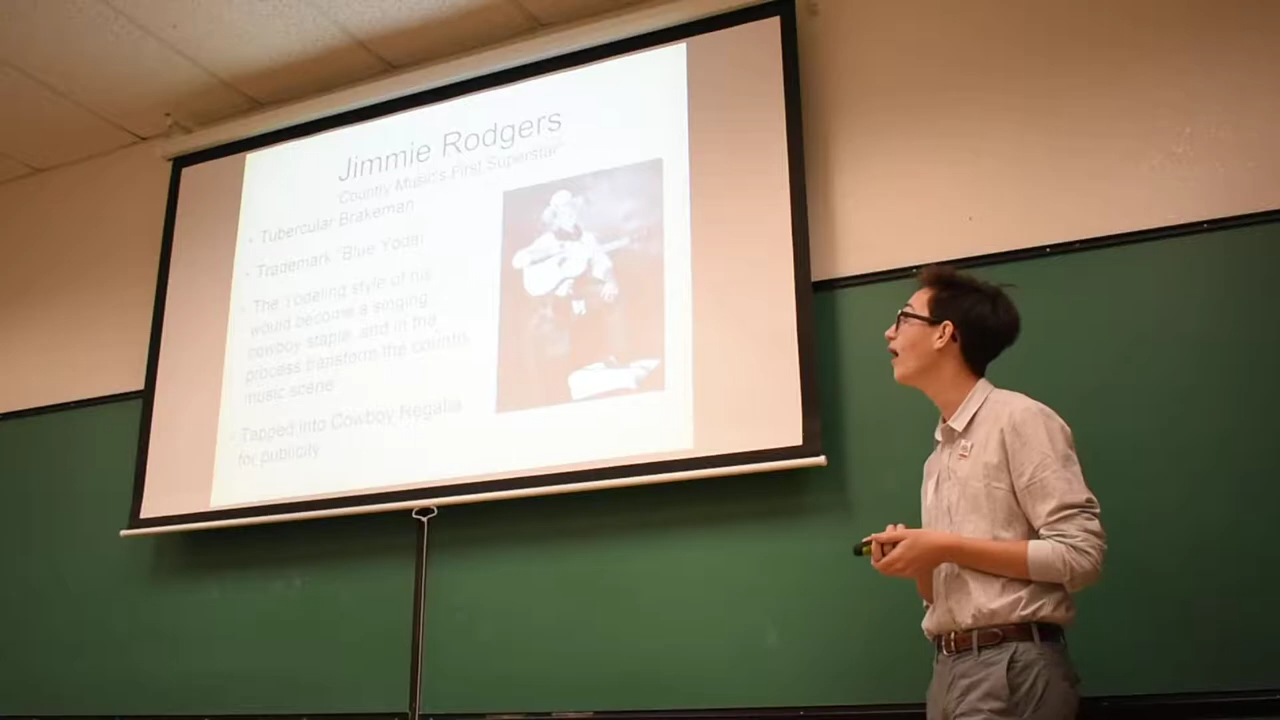 Jimmie Rodgers
"Country Music's First Superstar"
• Tubercular Brakeman
• Trademark "Blue Yodel"
• The Yodeling style of his
would become a singing
cowboy staple, and in the
process transform the country
music scene
• Tapped into Cowboy Regalia
for publicity